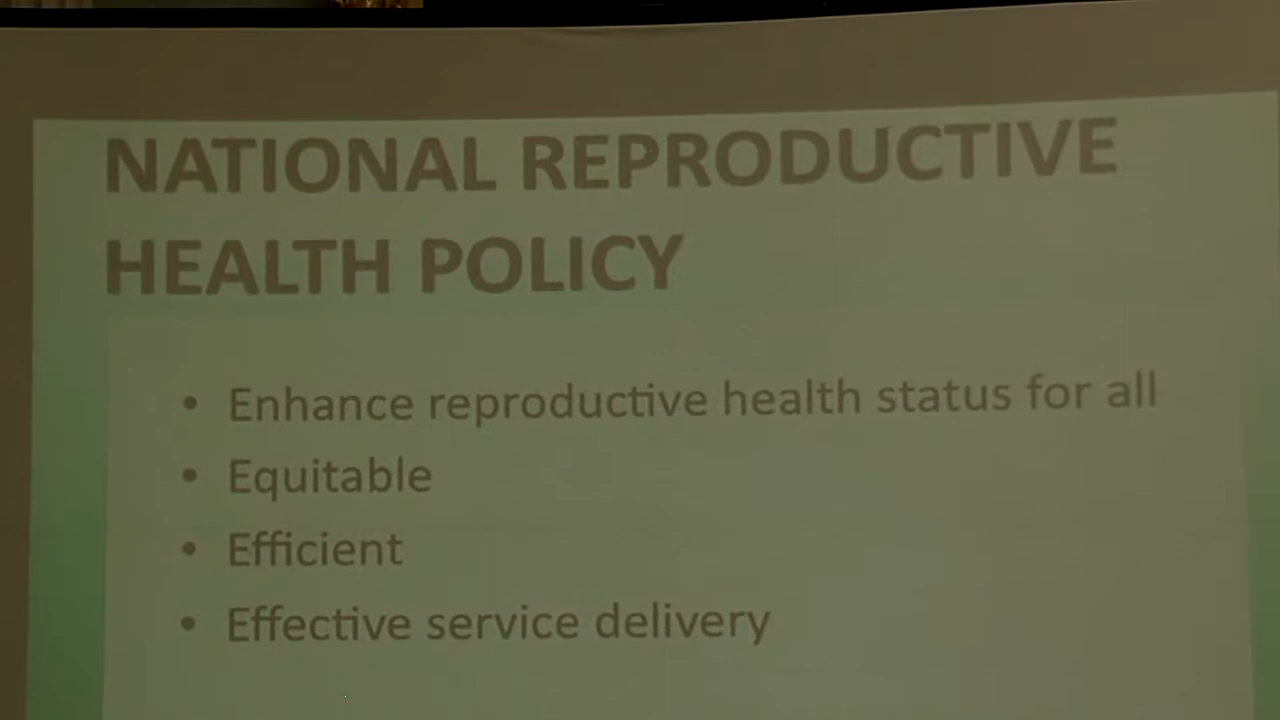 NATIONAL REPRODUCTIVE
HEALTH POLICY
• Enhance reproductive health status for all
• Equitable
• Efficient
• Effective service delivery